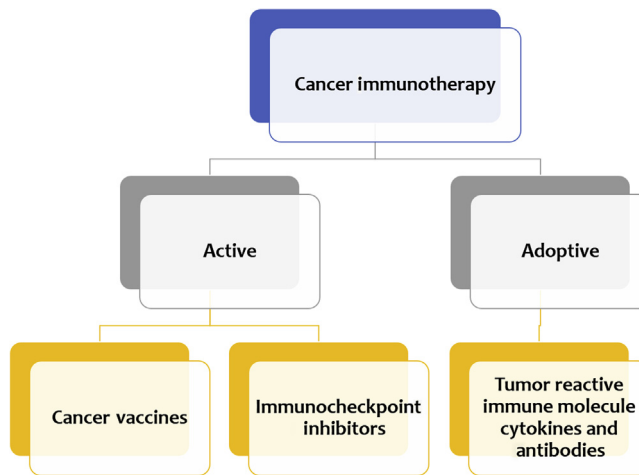 Cancer immunotherapy
Active
Adoptive
Cancer vaccines
Immunocheckpoint
inhibitors
Tumor reactive
immune molecule
cytokines and
antibodies